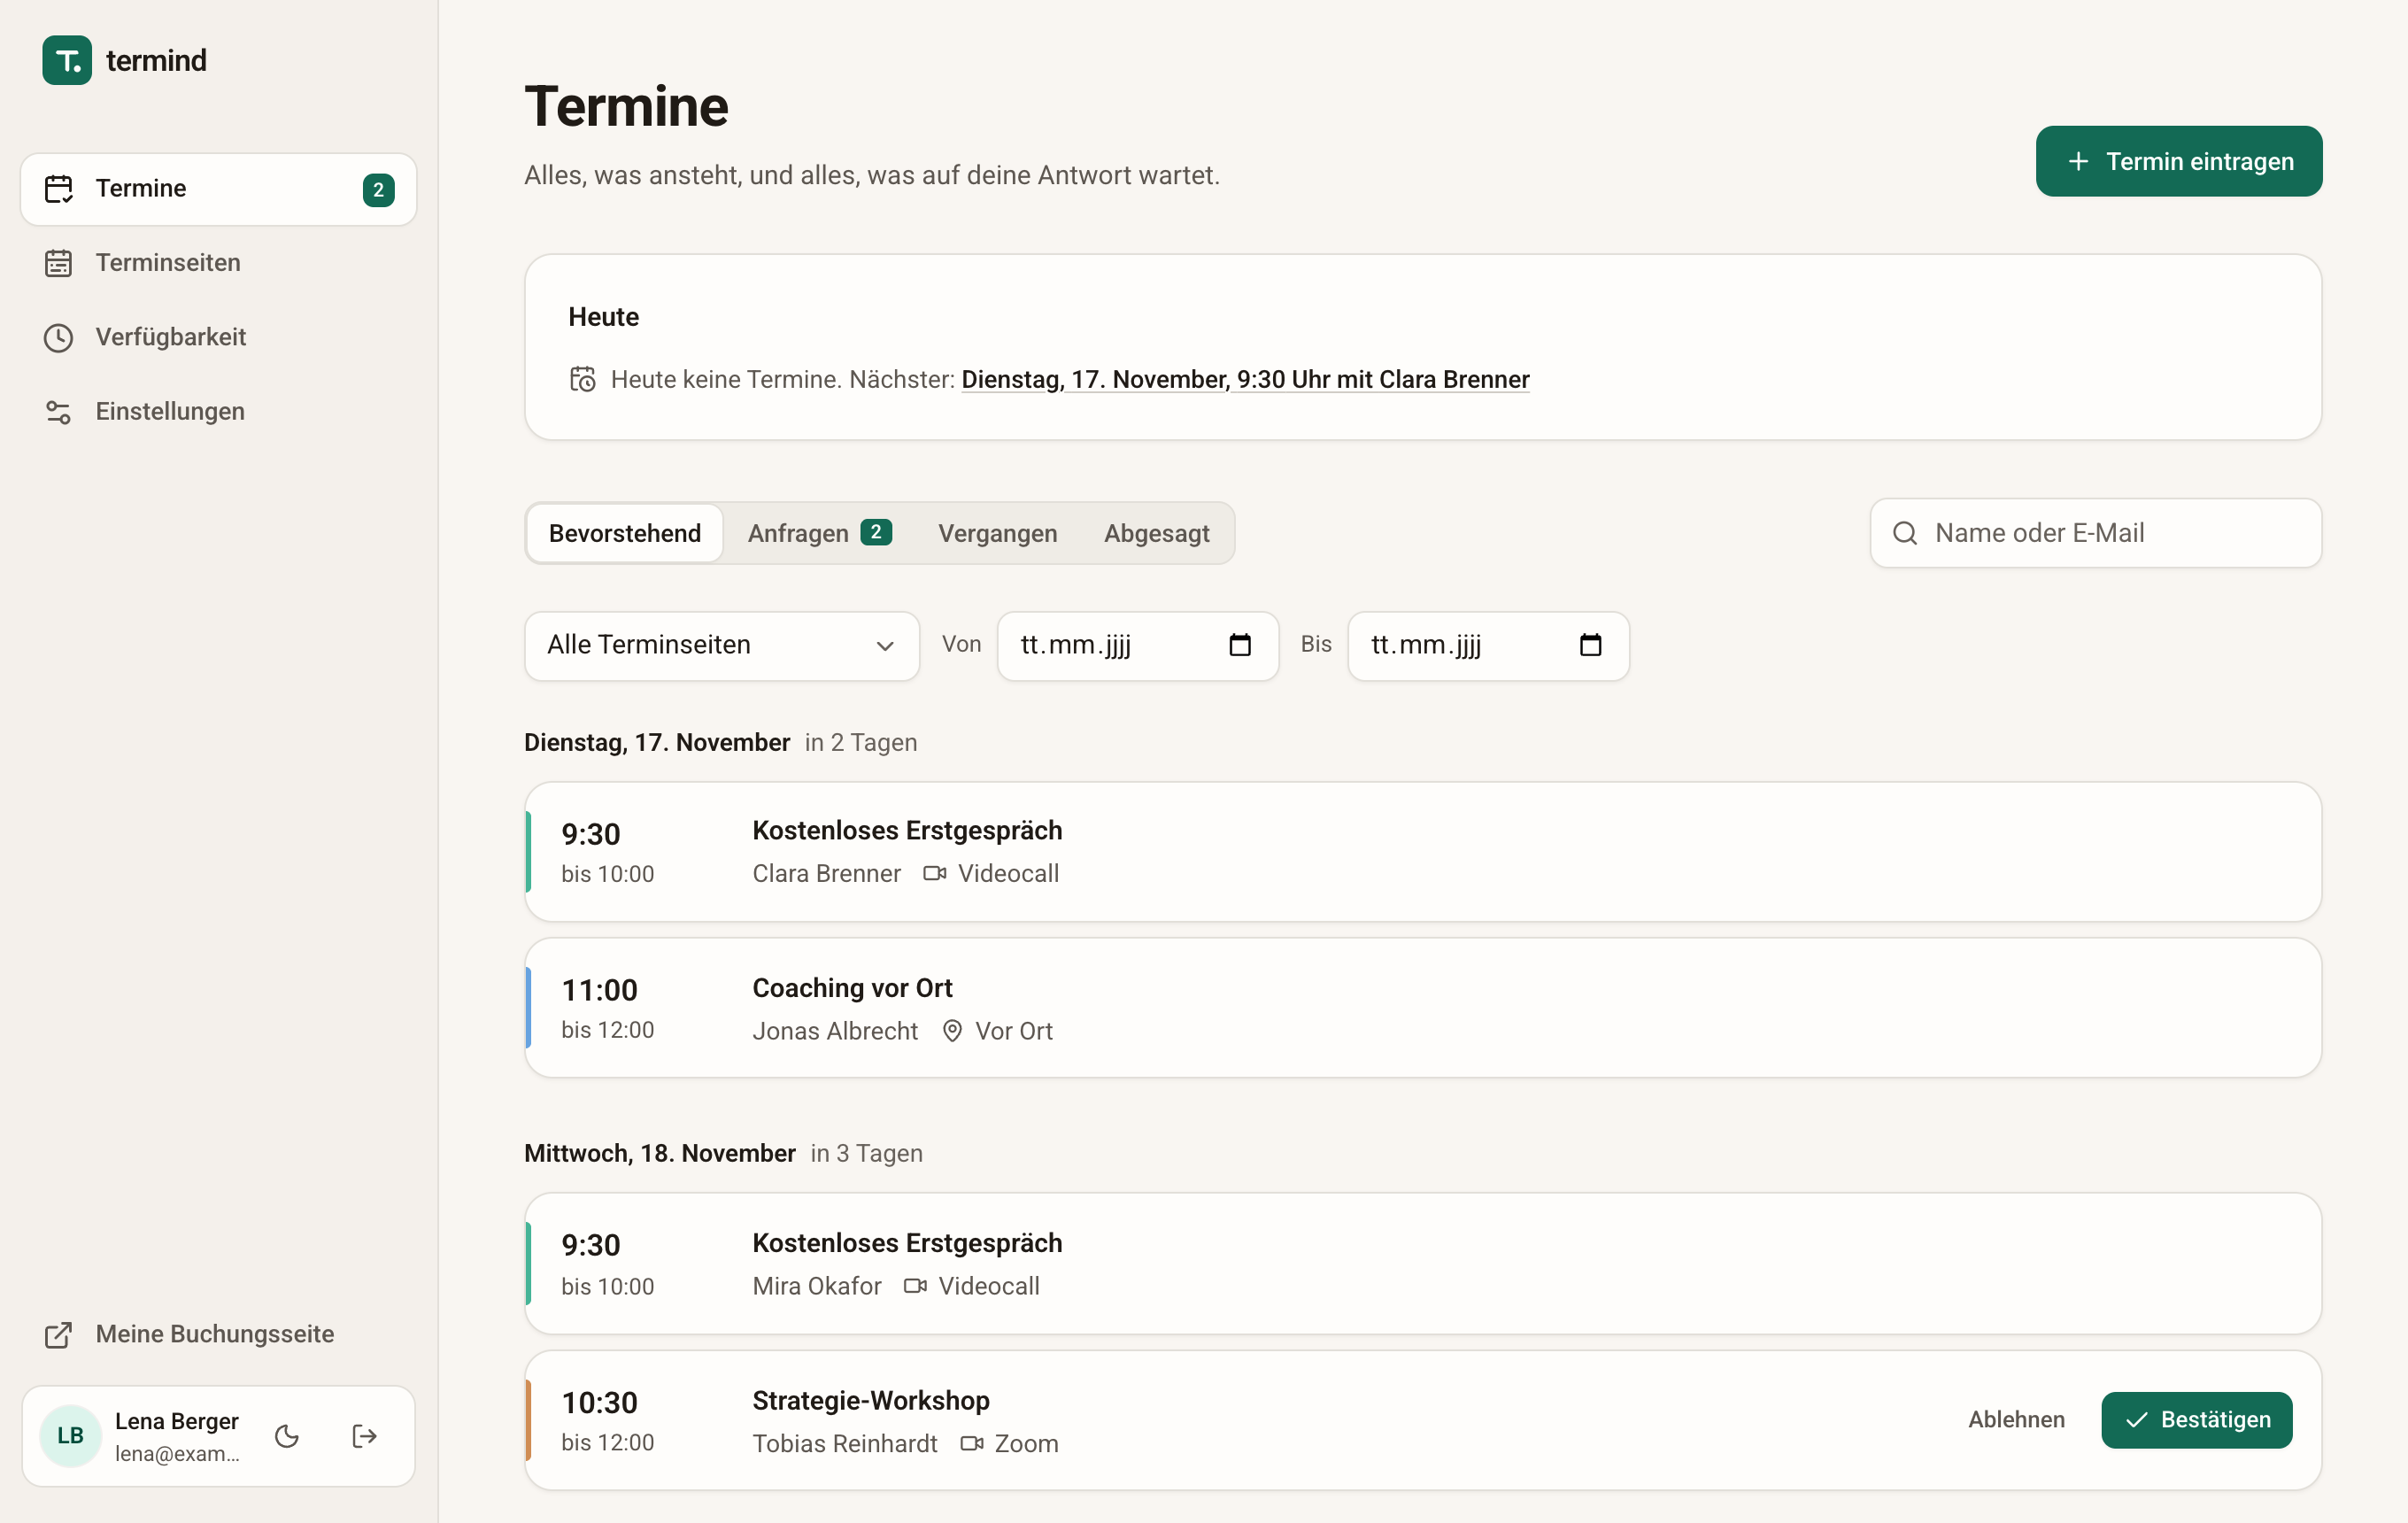 T. termind
Termine 2
Terminseiten
Verfügbarkeit
Einstellungen
Meine Buchungsseite
LB Lena Berger
lena@exam...
Termine
Alles, was ansteht, und alles, was auf deine Antwort wartet.
Termin eintragen
Heute
Heute keine Termine. Nächster: Dienstag, 17. November, 9:30 Uhr mit Clara Brenner
Bevorstehend Anfragen 2 Vergangen Abgesagt
Name oder E-Mail
Alle Terminseiten Von tt.mm.jjjj Bis tt.mm.jjjj
Dienstag, 17. November in 2 Tagen
9:30 Kostenloses Erstgespräch
bis 10:00 Clara Brenner Videocall
11:00 Coaching vor Ort
bis 12:00 Jonas Albrecht Vor Ort
Mittwoch, 18. November in 3 Tagen
9:30 Kostenloses Erstgespräch
bis 10:00 Mira Okafor Videocall
10:30 Strategie-Workshop
bis 12:00 Tobias Reinhardt Zoom
Ablehnen Bestätigen